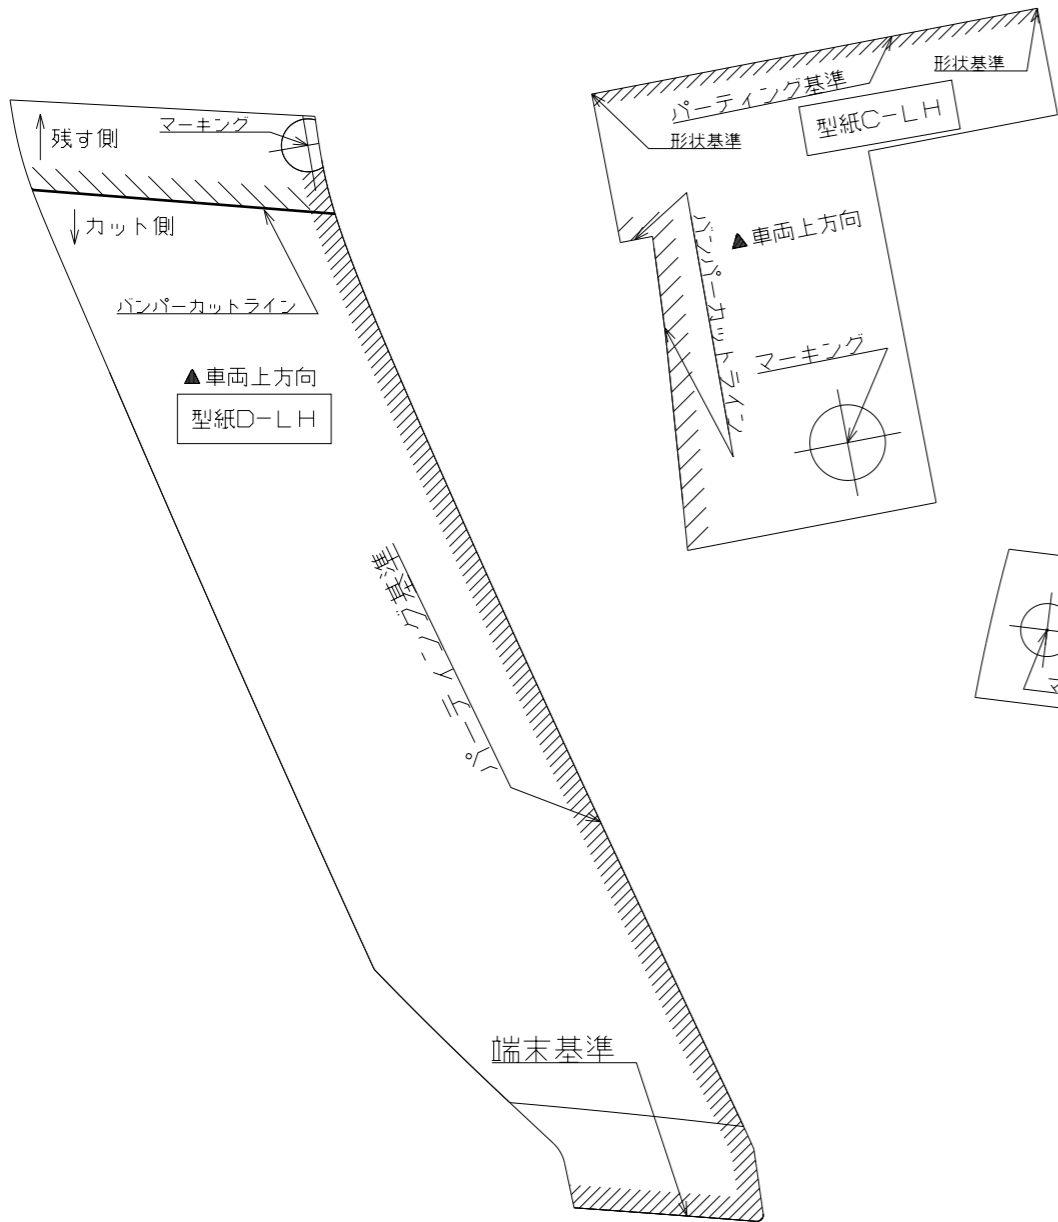 残す側
マーキング
カット側
バンパーカットライン
▲車両上方向
型紙D-LH
パーティング基準
端末基準
パーティング基準
形状基準
型紙C-LH
形状基準
バンパーカットライン
▲車両上方向
マーキング